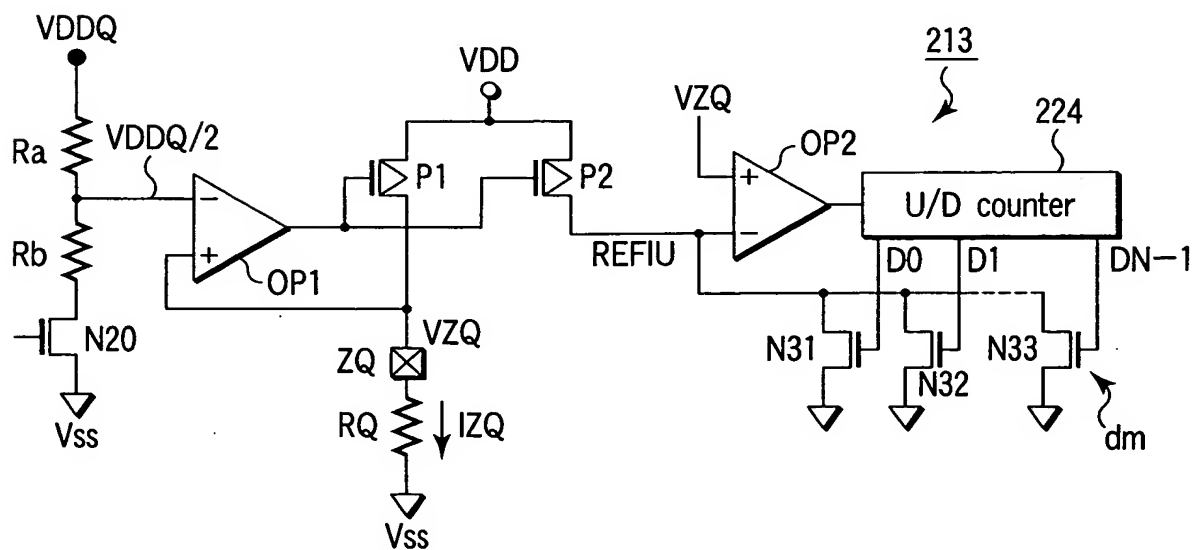 VDDQ
Ra
VDDQ/2
Rb
N20
Vss
−
+
OP1
VDD
P1
P2
VZQ
ZQ
RQ
IZQ
Vss
REFIU
VZQ
+
−
OP2
213
224
U/D counter
D0
D1
DN−1
N31
N32
N33
dm